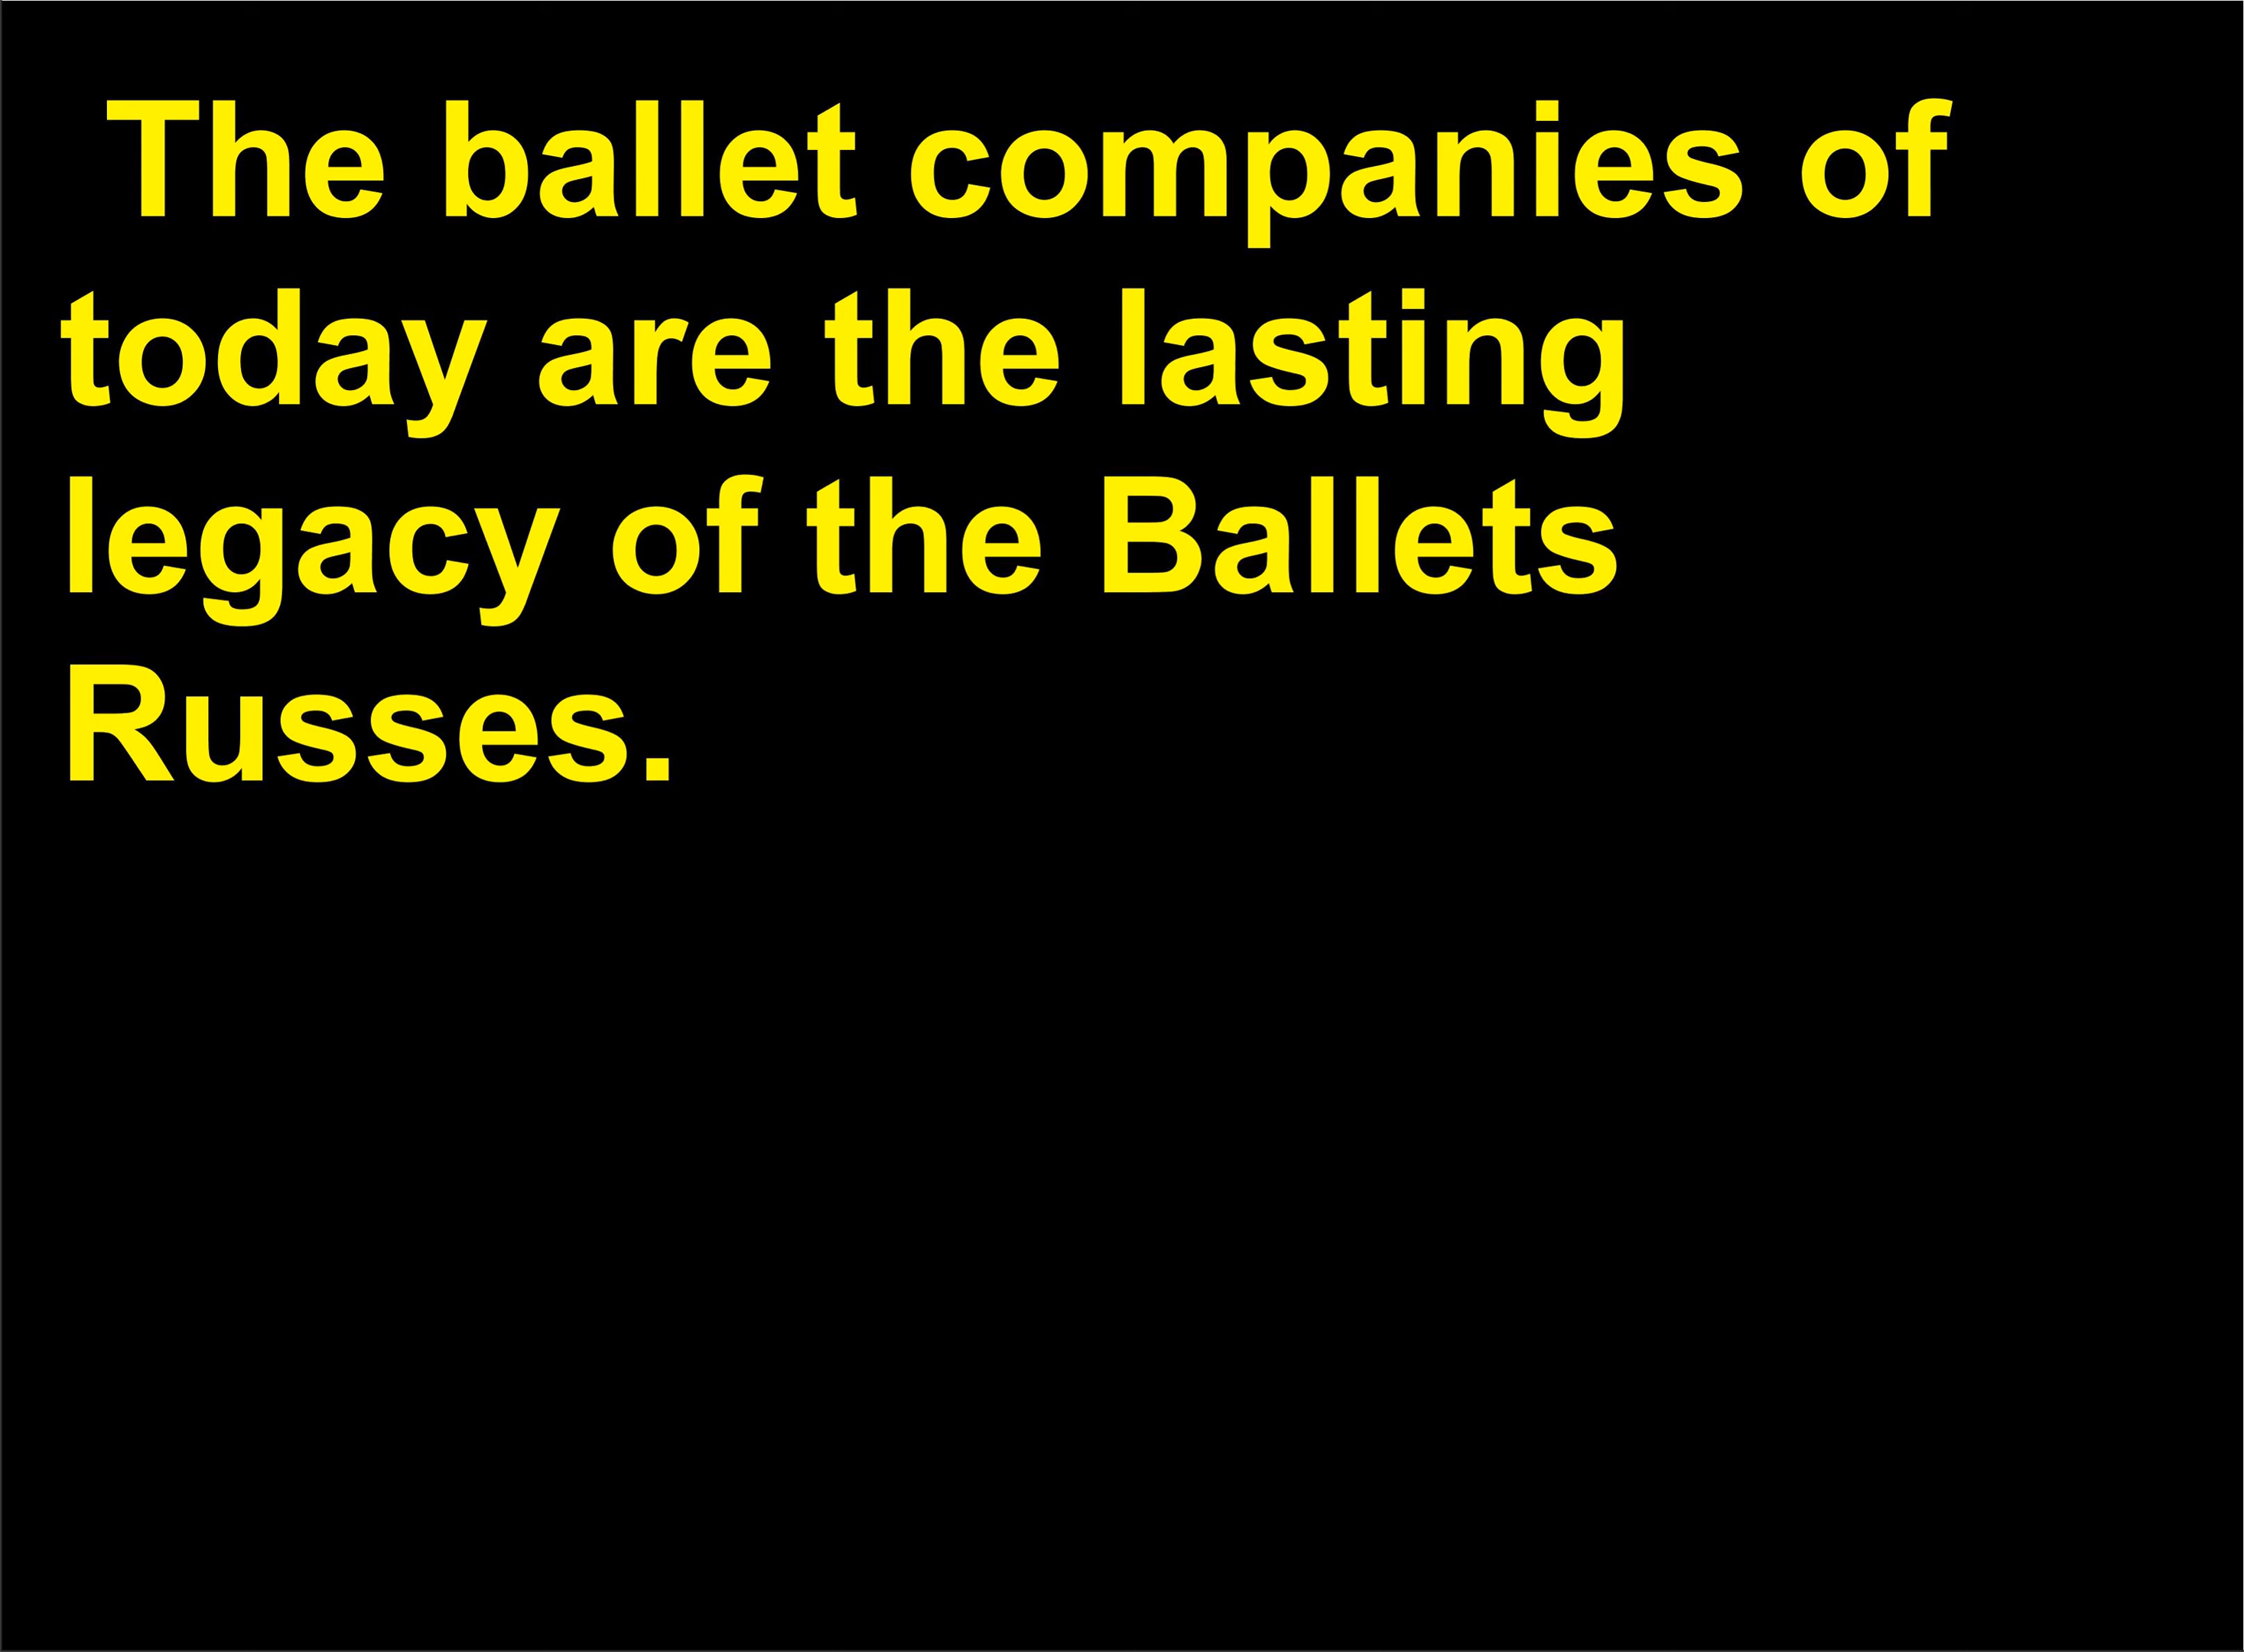 The ballet companies of
today are the lasting
legacy of the Ballets
Russes.